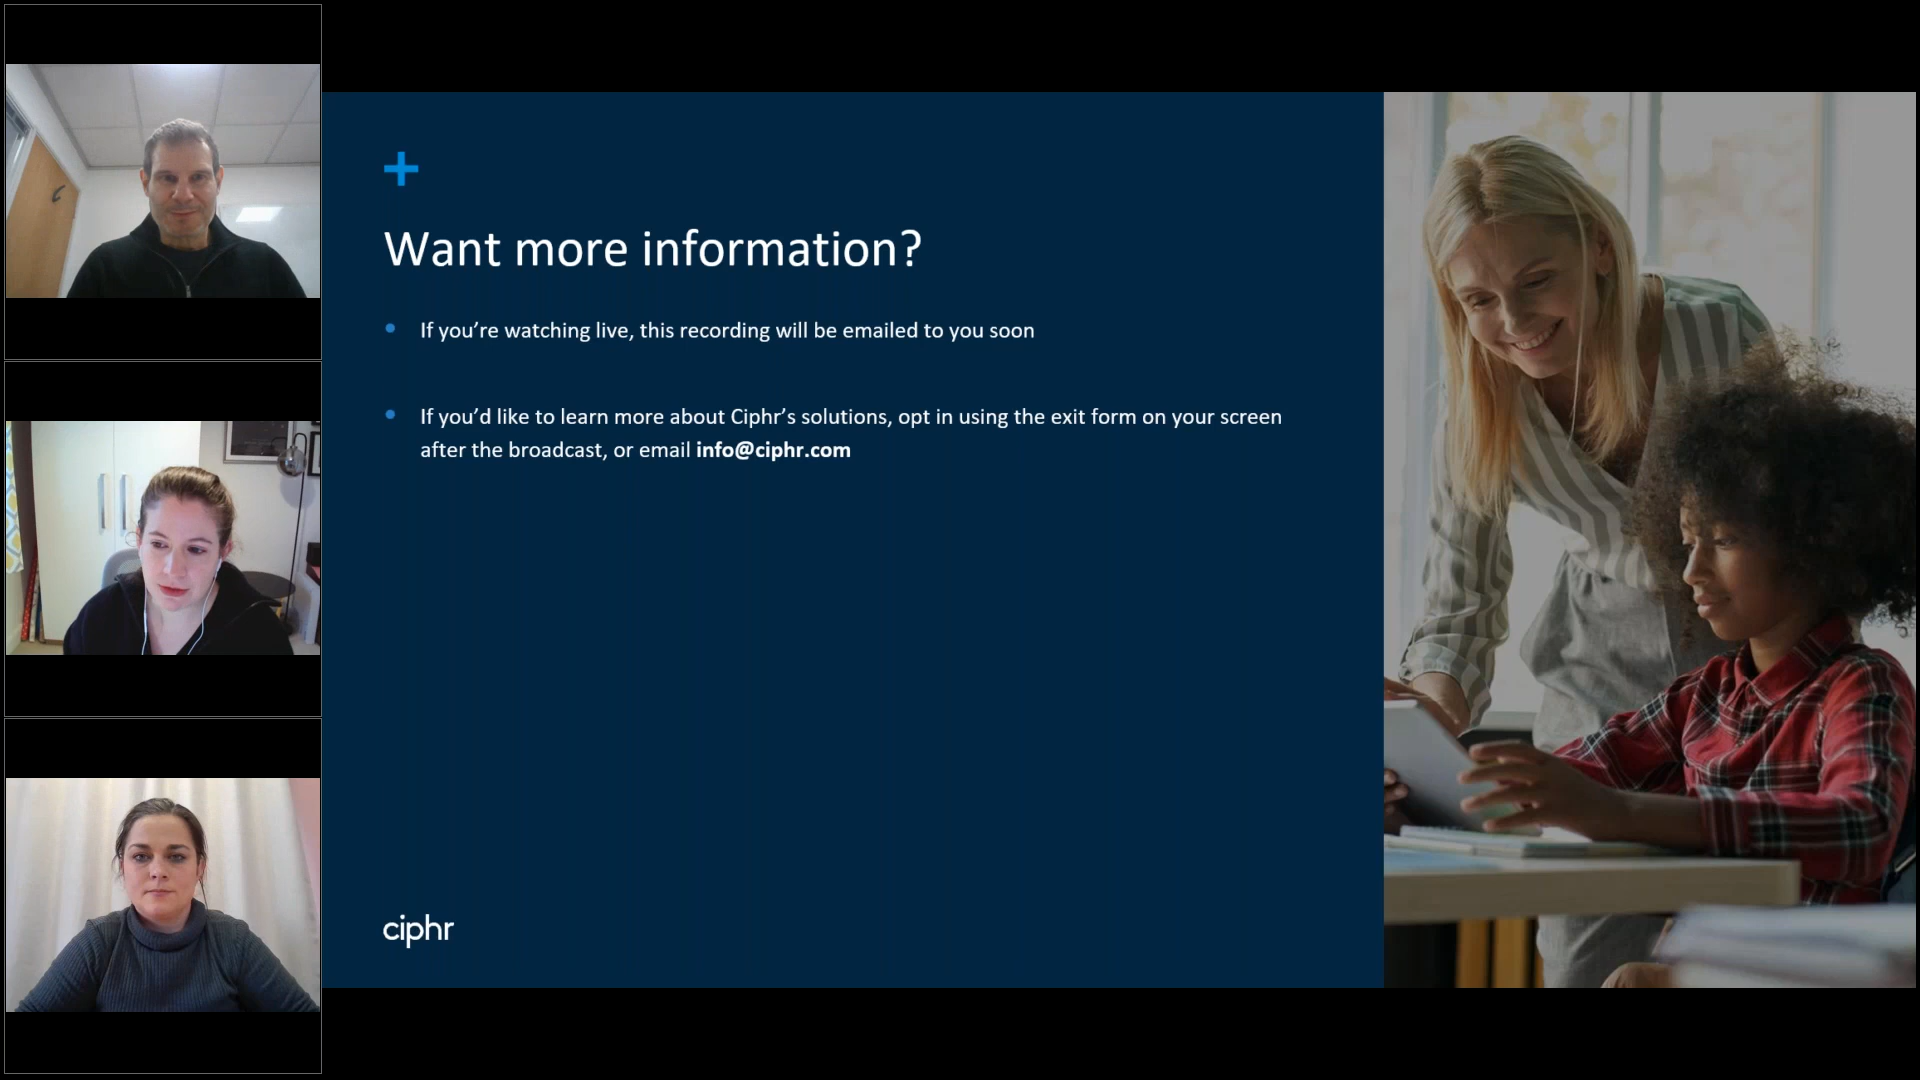 Want more information?
If you’re watching live, this recording will be emailed to you soon
If you’d like to learn more about Ciphr’s solutions, opt in using the exit form on your screen
after the broadcast, or email info@ciphr.com
ciphr